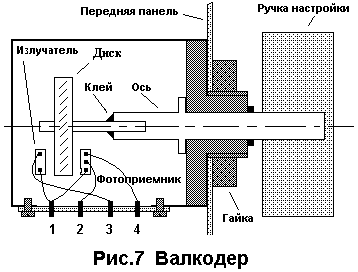 Передняя панель
Ручка настройки
Излучатель
Диск
Клей
Ось
Фотоприемник
Гайка
1 2 3 4
Рис.7 Валкодер